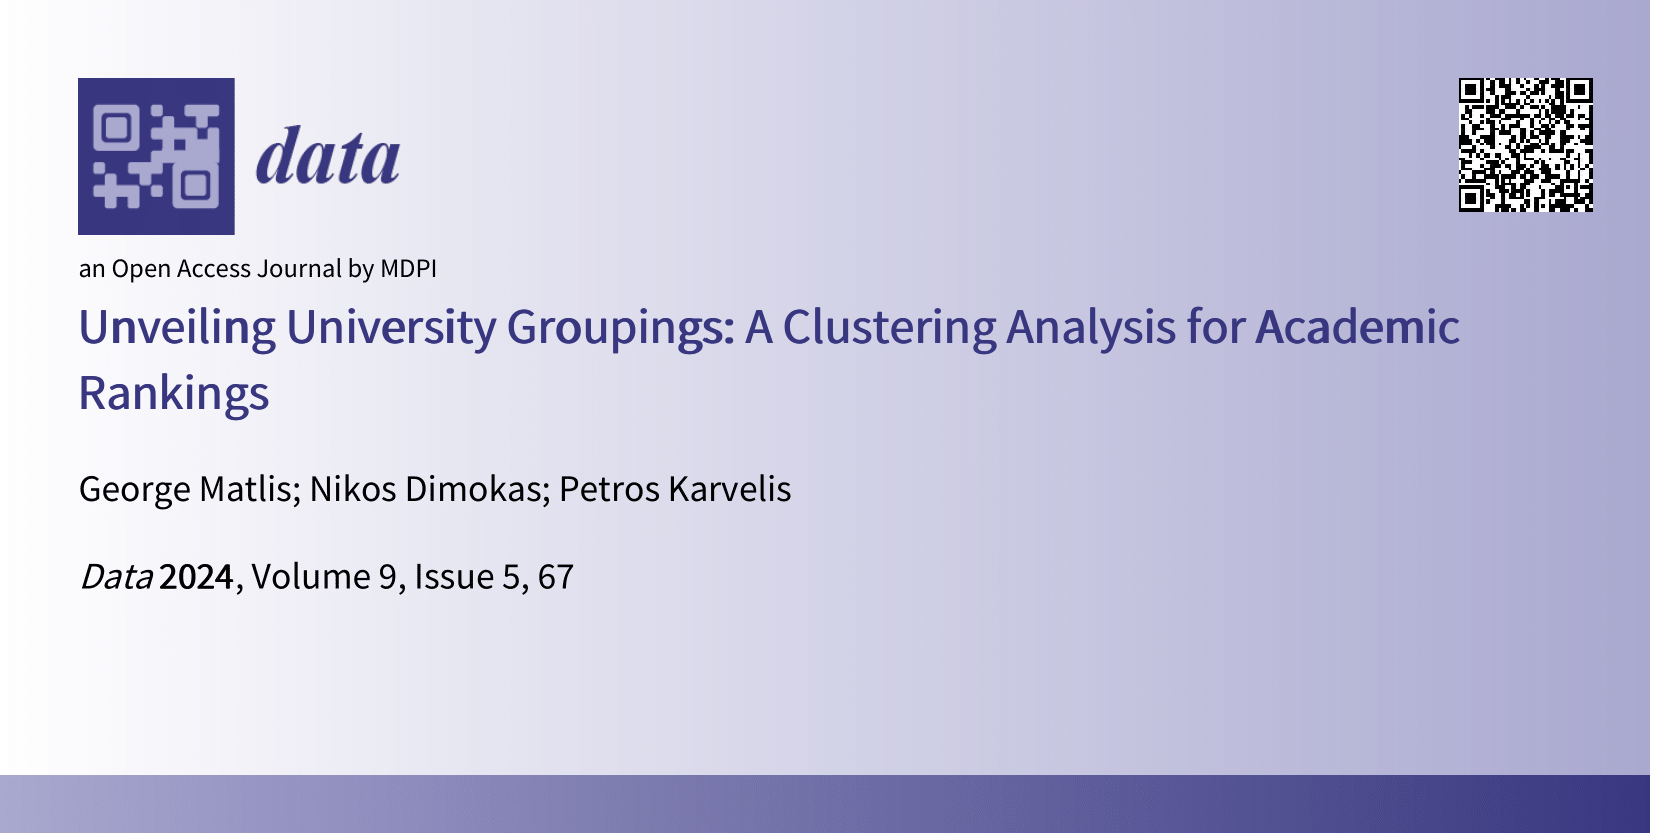 data
an Open Access Journal by MDPI
Unveiling University Groupings: A Clustering Analysis for Academic
Rankings
George Matlis; Nikos Dimokas; Petros Karvelis
Data 2024, Volume 9, Issue 5, 67